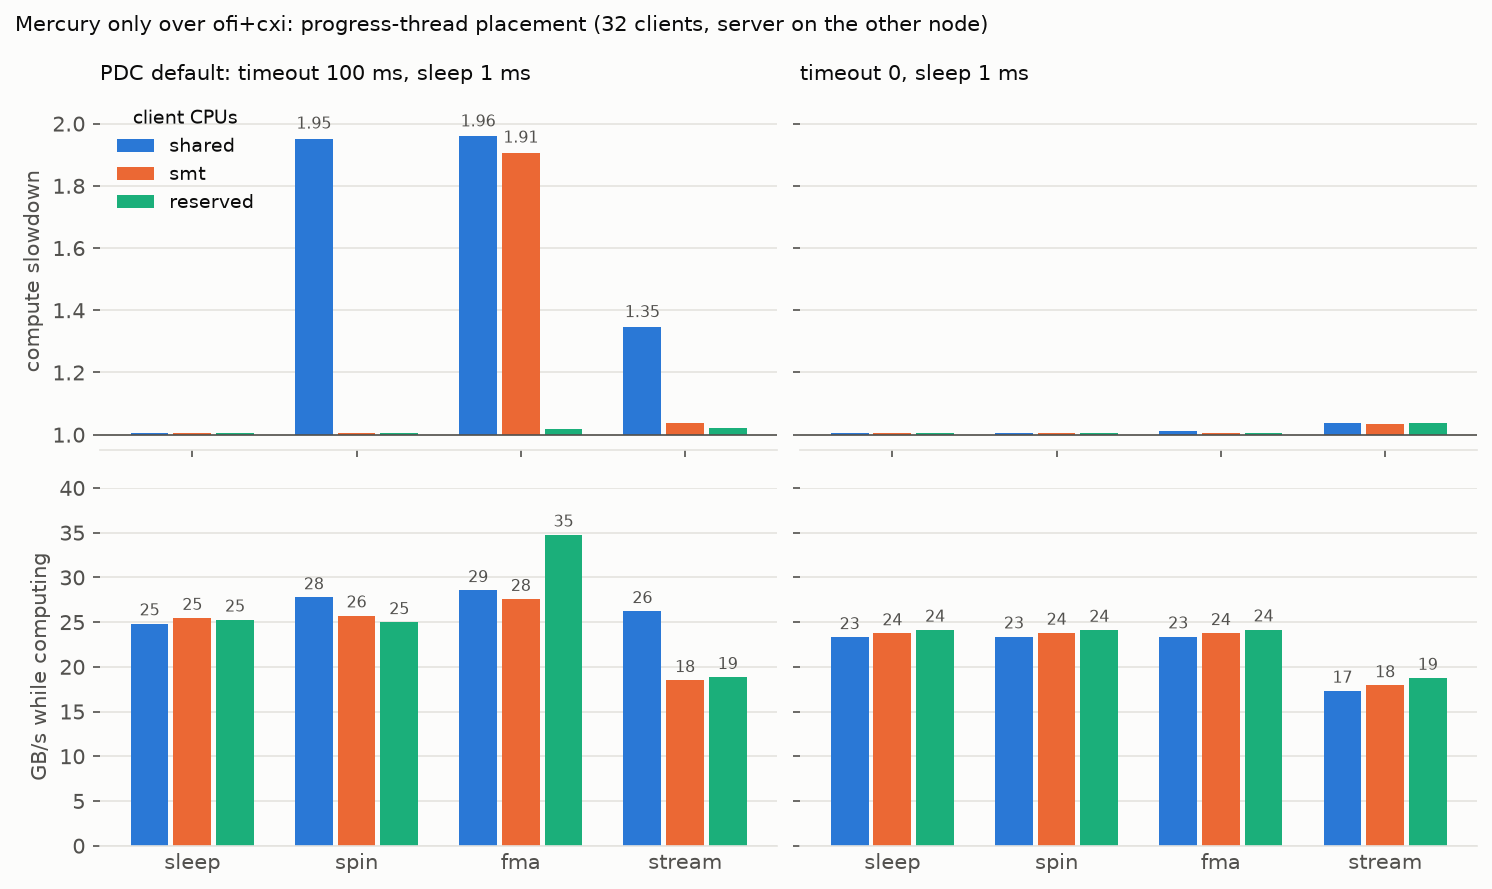 Mercury only over ofi+cxi: progress-thread placement (32 clients, server on the other node)
PDC default: timeout 100 ms, sleep 1 ms
timeout 0, sleep 1 ms
compute slowdown
2.0
1.8
1.6
1.4
1.2
1.0
client CPUs
shared
smt
reserved
1.95
1.96
1.91
1.35
GB/s while computing
40
35
30
25
20
15
10
5
0
25 25 25
28 26 25
29 28 35
26 18 19
23 24 24
23 24 24
23 24 24
17 18 19
sleep spin fma stream
sleep spin fma stream